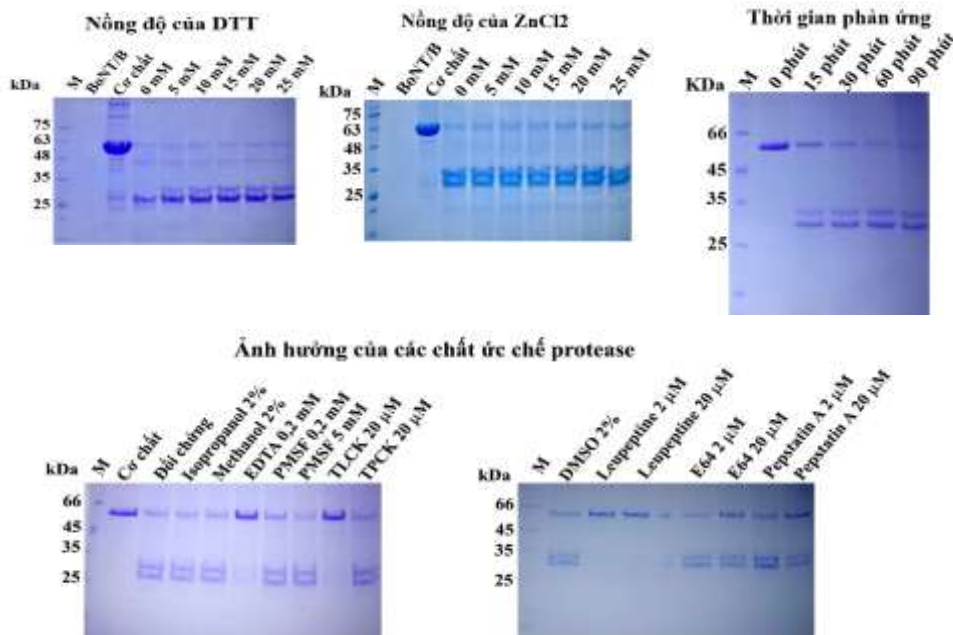 Nồng độ của DTT
kDa
M
BoNT/B
Cơ chất
0 mM
5 mM
10 mM
15 mM
20 mM
25 mM
75
63
48
35
25
Nồng độ của ZnCl2
kDa
M
BoNT/B
Cơ chất
0 mM
5 mM
10 mM
15 mM
20 mM
25 mM
75
63
48
35
25
Thời gian phản ứng
KDa
M
0 phút
15 phút
30 phút
60 phút
90 phút
66
45
35
25
Ảnh hưởng của các chất ức chế protease
kDa
M
Cơ chất
Đối chứng
Isopropanol 2%
Methanol 2%
EDTA 0,2 mM
PMSF 0,2 mM
PMSF 5 mM
TLCK 20 µM
TPCK 20 µM
66
45
35
25
kDa
M
DMSO 2%
Leupeptine 2 µM
Leupeptine 20 µM
E64 2 µM
E64 20 µM
Pepstatin A 2 µM
Pepstatin A 20 µM
66
45
35
25